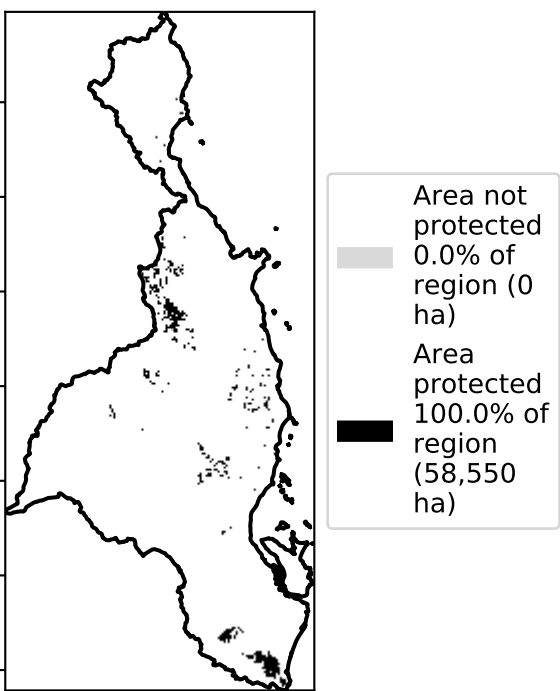 Area not
protected
0.0% of
region (0
ha)
Area
protected
100.0% of
region
(58,550
ha)